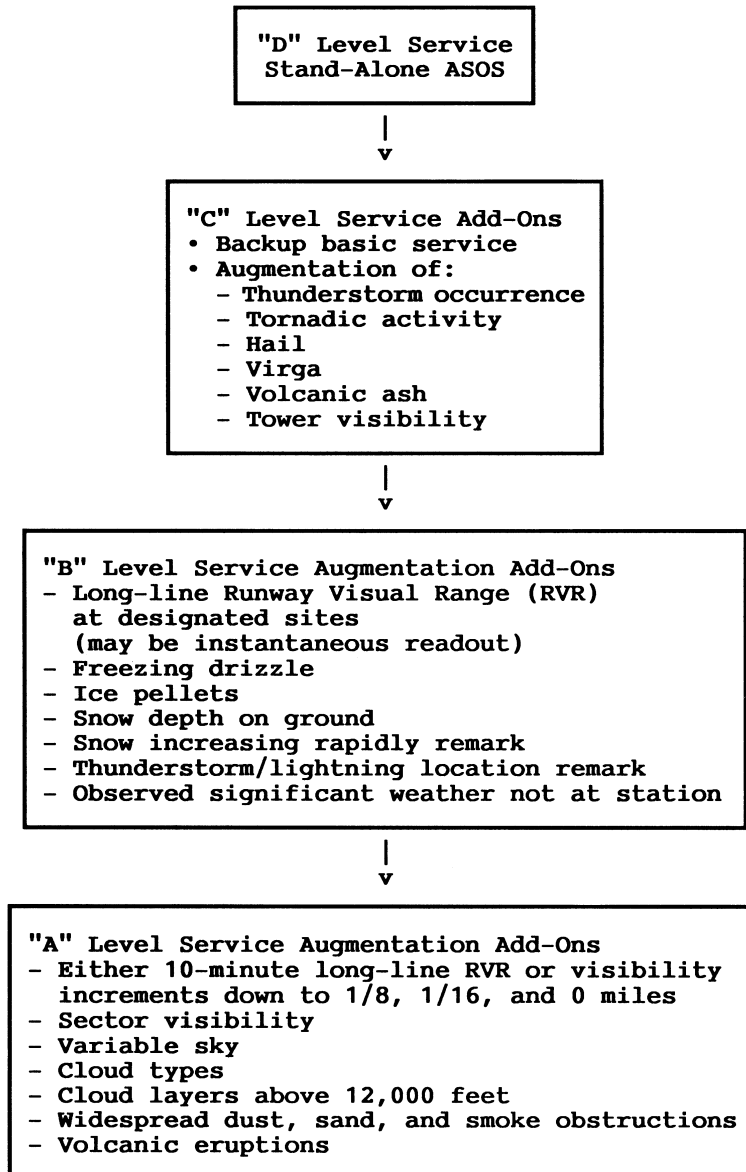 "D" Level Service
Stand-Alone ASOS
|
v
"C" Level Service Add-Ons
• Backup basic service
• Augmentation of:
– Thunderstorm occurrence
– Tornadic activity
– Hail
– Virga
– Volcanic ash
– Tower visibility
|
v
"B" Level Service Augmentation Add-Ons
– Long-line Runway Visual Range (RVR)
at designated sites
(may be instantaneous readout)
– Freezing drizzle
– Ice pellets
– Snow depth on ground
– Snow increasing rapidly remark
– Thunderstorm/lightning location remark
– Observed significant weather not at station
|
v
"A" Level Service Augmentation Add-Ons
– Either 10-minute long-line RVR or visibility
increments down to 1/8, 1/16, and 0 miles
– Sector visibility
– Variable sky
– Cloud types
– Cloud layers above 12,000 feet
– Widespread dust, sand, and smoke obstructions
– Volcanic eruptions